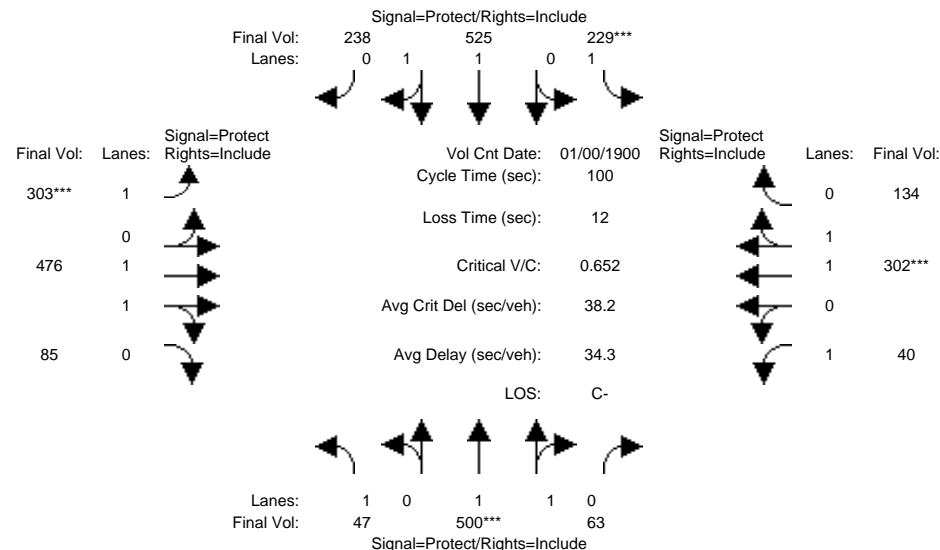 Signal=Protect/Rights=Include
Final Vol: 238 525 229***
Lanes: 0 1 1 0 1
Signal=Protect Signal=Protect
Final Vol: Lanes: Rights=Include Vol Cnt Date: 01/00/1900 Rights=Include Lanes: Final Vol:
Cycle Time (sec): 100
303*** 1 0 134
Loss Time (sec): 12
0 1
476 1 Critical V/C: 0.652 1 302***
1 Avg Crit Del (sec/veh): 38.2 0
85 0 Avg Delay (sec/veh): 34.3 1 40
LOS: C-
Lanes: 1 0 1 1 0
Final Vol: 47 500*** 63
Signal=Protect/Rights=Include